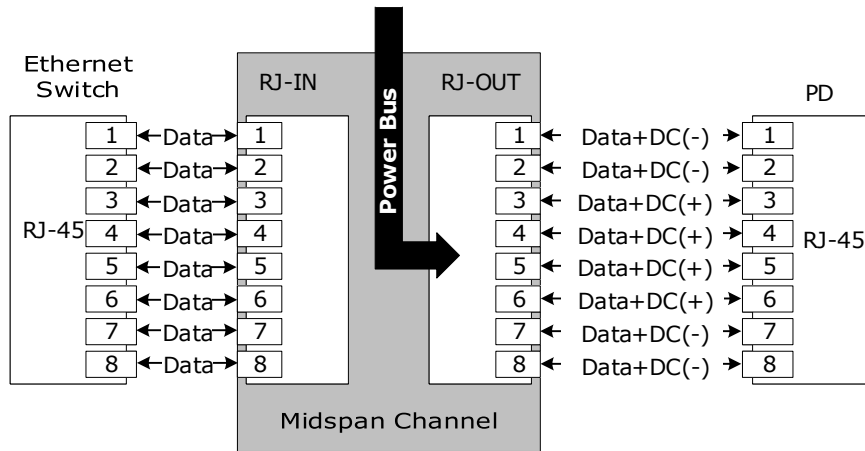 Ethernet
Switch
RJ-IN
RJ-OUT
PD
Power Bus
1 Data 1 1 Data+DC(-) 1
2 Data 2 2 Data+DC(-) 2
3 Data 3 3 Data+DC(+) 3
RJ-45 4 Data 4 4 Data+DC(+) 4 RJ-45
5 Data 5 5 Data+DC(+) 5
6 Data 6 6 Data+DC(+) 6
7 Data 7 7 Data+DC(-) 7
8 Data 8 8 Data+DC(-) 8
Midspan Channel